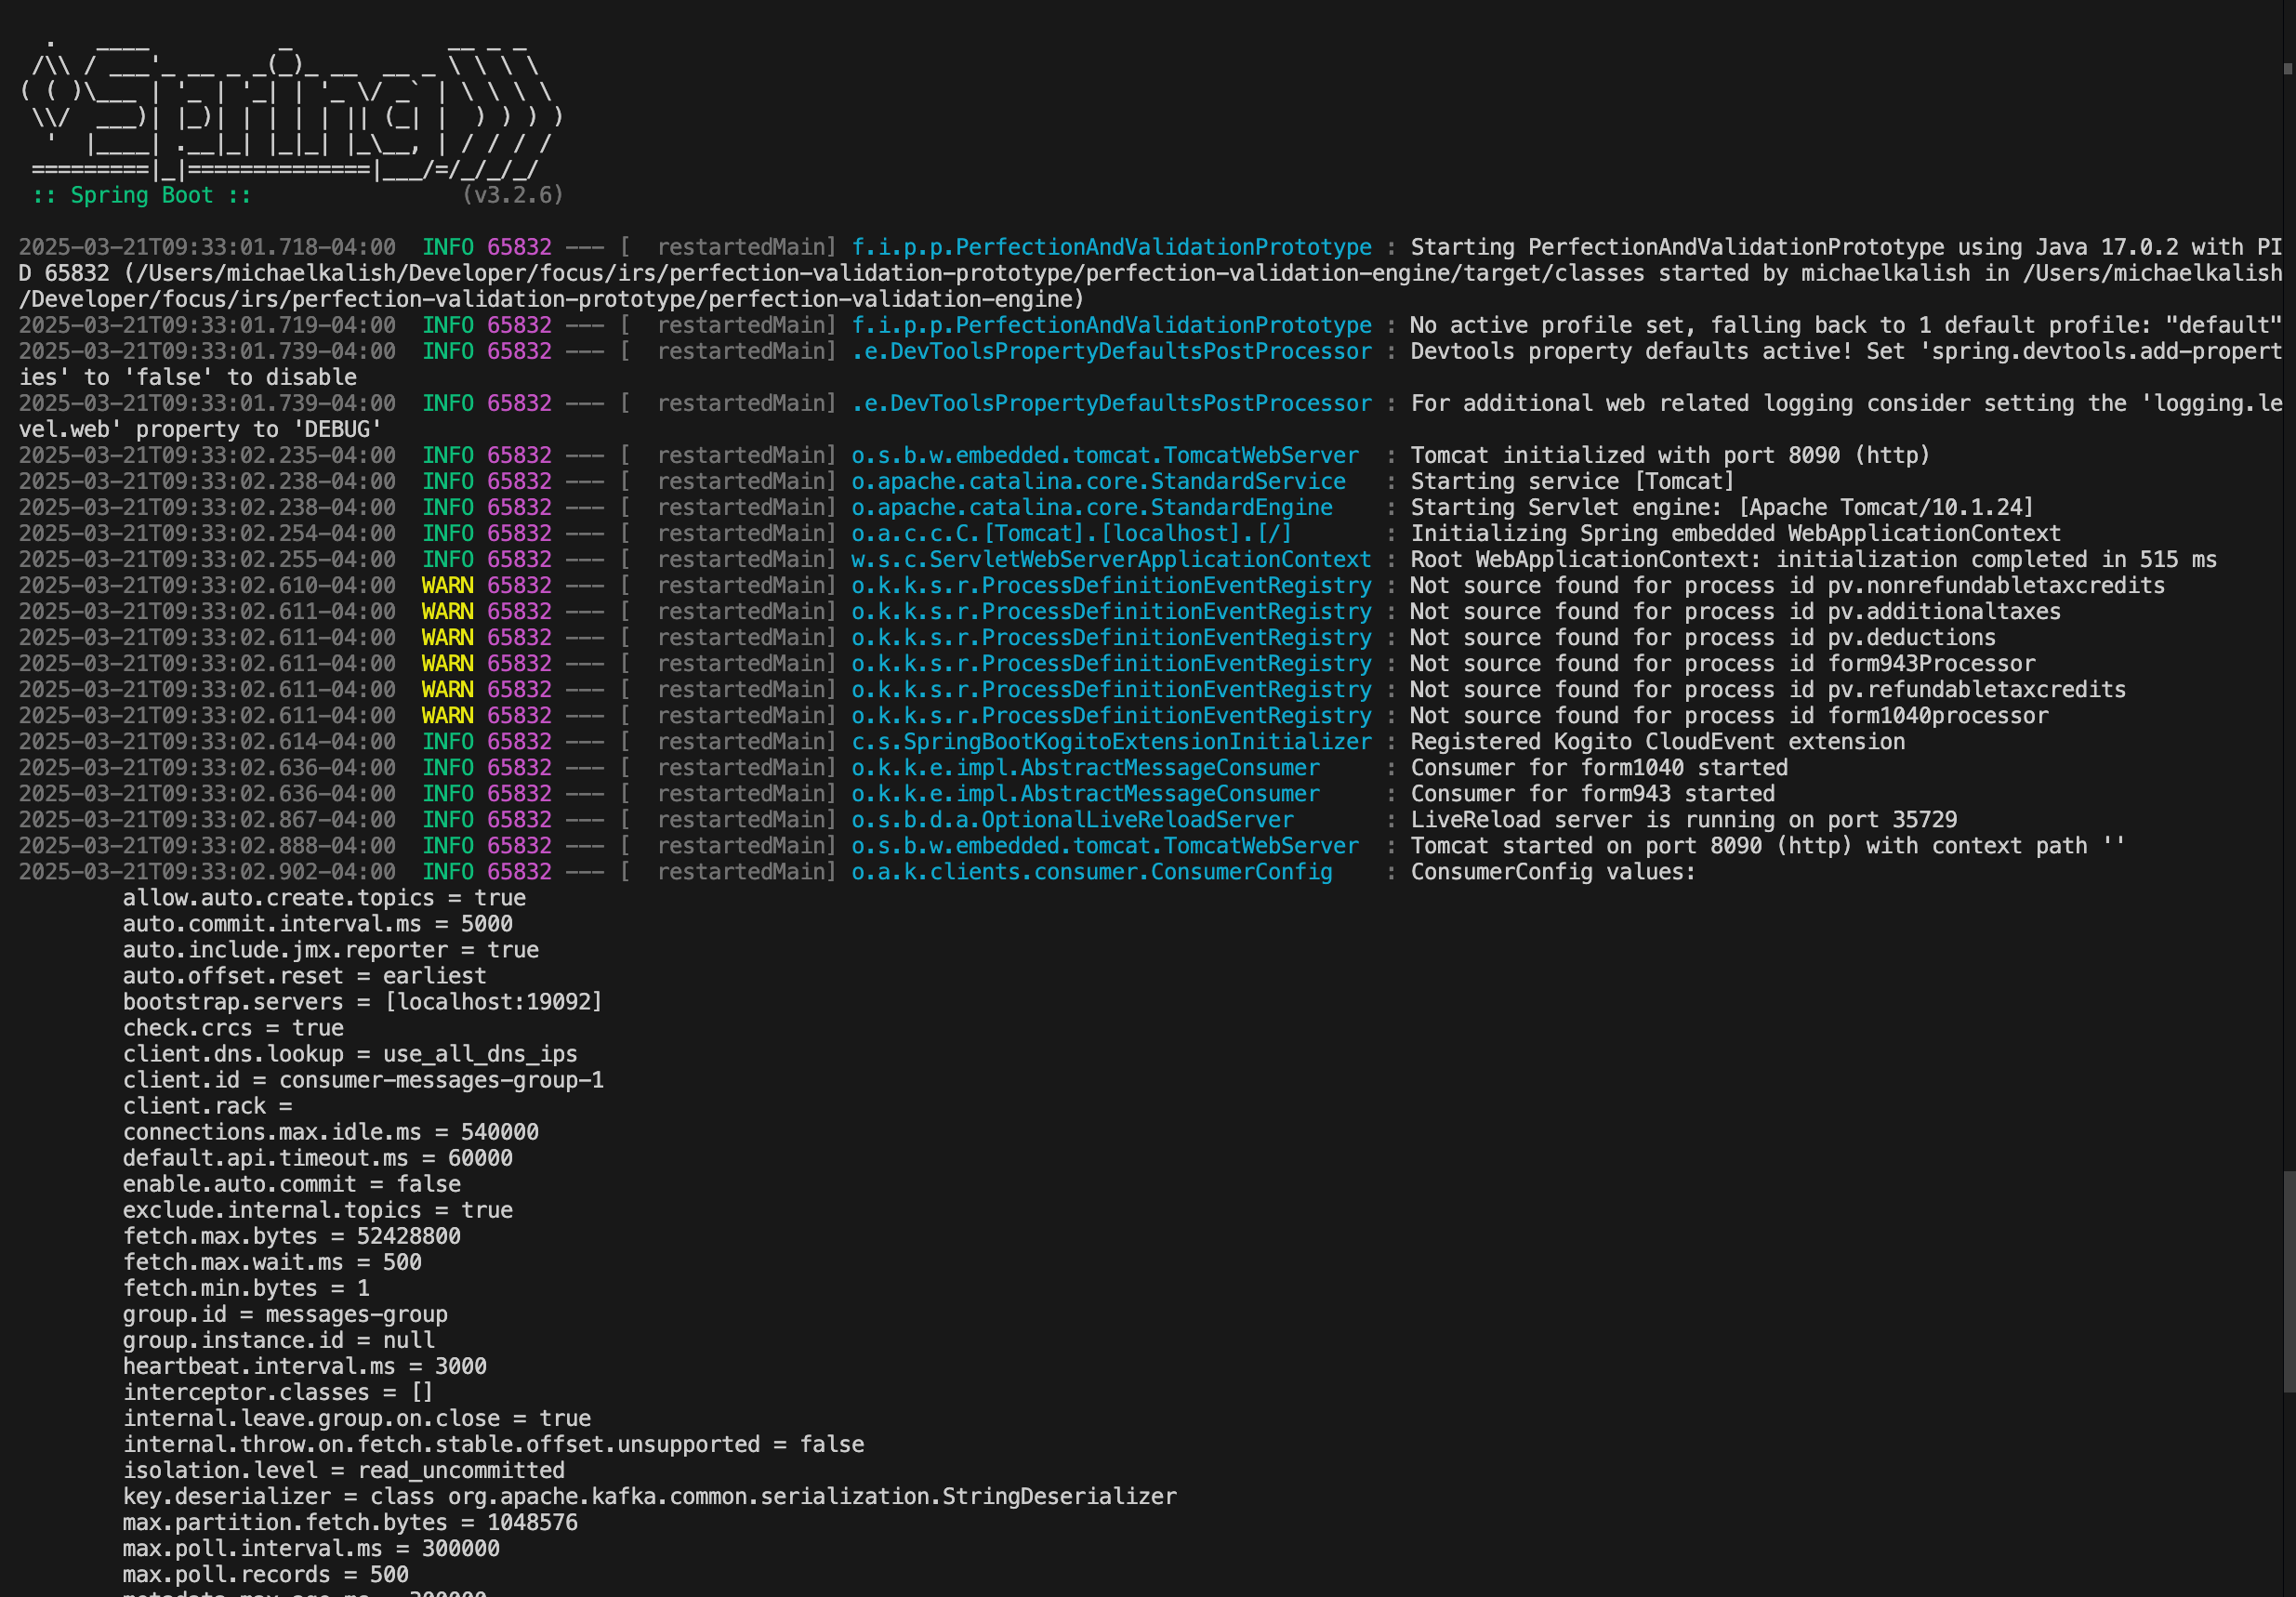 .   ____          _            __ _ _
 /\\ / ___'_ __ _ _(_)_ __  __ _ \ \ \ \
( ( )\___ | '_ | '_| | '_ \/ _` | \ \ \ \
 \\/  ___)| |_)| | | | | || (_| |  ) ) ) )
  '  |____| .__|_| |_|_| |_\__, | / / / /
 =========|_|==============|___/=/_/_/_/
 :: Spring Boot ::                (v3.2.6)
2025-03-21T09:33:01.718-04:00  INFO 65832 --- [  restartedMain] f.i.p.p.PerfectionAndValidationPrototype : Starting PerfectionAndValidationPrototype using Java 17.0.2 with PI
D 65832 (/Users/michaelkalish/Developer/focus/irs/perfection-validation-prototype/perfection-validation-engine/target/classes started by michaelkalish in /Users/michaelkalish
/Developer/focus/irs/perfection-validation-prototype/perfection-validation-engine)
2025-03-21T09:33:01.719-04:00  INFO 65832 --- [  restartedMain] f.i.p.p.PerfectionAndValidationPrototype : No active profile set, falling back to 1 default profile: "default"
2025-03-21T09:33:01.739-04:00  INFO 65832 --- [  restartedMain] .e.DevToolsPropertyDefaultsPostProcessor : Devtools property defaults active! Set 'spring.devtools.add-propert
ies' to 'false' to disable
2025-03-21T09:33:01.739-04:00  INFO 65832 --- [  restartedMain] .e.DevToolsPropertyDefaultsPostProcessor : For additional web related logging consider setting the 'logging.le
vel.web' property to 'DEBUG'
2025-03-21T09:33:02.235-04:00  INFO 65832 --- [  restartedMain] o.s.b.w.embedded.tomcat.TomcatWebServer  : Tomcat initialized with port 8090 (http)
2025-03-21T09:33:02.238-04:00  INFO 65832 --- [  restartedMain] o.apache.catalina.core.StandardService   : Starting service [Tomcat]
2025-03-21T09:33:02.238-04:00  INFO 65832 --- [  restartedMain] o.apache.catalina.core.StandardEngine    : Starting Servlet engine: [Apache Tomcat/10.1.24]
2025-03-21T09:33:02.254-04:00  INFO 65832 --- [  restartedMain] o.a.c.c.C.[Tomcat].[localhost].[/]       : Initializing Spring embedded WebApplicationContext
2025-03-21T09:33:02.255-04:00  INFO 65832 --- [  restartedMain] w.s.c.ServletWebServerApplicationContext : Root WebApplicationContext: initialization completed in 515 ms
2025-03-21T09:33:02.610-04:00  WARN 65832 --- [  restartedMain] o.k.k.s.r.ProcessDefinitionEventRegistry : Not source found for process id pv.nonrefundabletaxcredits
2025-03-21T09:33:02.611-04:00  WARN 65832 --- [  restartedMain] o.k.k.s.r.ProcessDefinitionEventRegistry : Not source found for process id pv.additionaltaxes
2025-03-21T09:33:02.611-04:00  WARN 65832 --- [  restartedMain] o.k.k.s.r.ProcessDefinitionEventRegistry : Not source found for process id pv.deductions
2025-03-21T09:33:02.611-04:00  WARN 65832 --- [  restartedMain] o.k.k.s.r.ProcessDefinitionEventRegistry : Not source found for process id form943Processor
2025-03-21T09:33:02.611-04:00  WARN 65832 --- [  restartedMain] o.k.k.s.r.ProcessDefinitionEventRegistry : Not source found for process id pv.refundabletaxcredits
2025-03-21T09:33:02.611-04:00  WARN 65832 --- [  restartedMain] o.k.k.s.r.ProcessDefinitionEventRegistry : Not source found for process id form1040processor
2025-03-21T09:33:02.614-04:00  INFO 65832 --- [  restartedMain] c.s.SpringBootKogitoExtensionInitializer : Registered Kogito CloudEvent extension
2025-03-21T09:33:02.636-04:00  INFO 65832 --- [  restartedMain] o.k.k.e.impl.AbstractMessageConsumer     : Consumer for form1040 started
2025-03-21T09:33:02.636-04:00  INFO 65832 --- [  restartedMain] o.k.k.e.impl.AbstractMessageConsumer     : Consumer for form943 started
2025-03-21T09:33:02.867-04:00  INFO 65832 --- [  restartedMain] o.s.b.d.a.OptionalLiveReloadServer       : LiveReload server is running on port 35729
2025-03-21T09:33:02.888-04:00  INFO 65832 --- [  restartedMain] o.s.b.w.embedded.tomcat.TomcatWebServer  : Tomcat started on port 8090 (http) with context path ''
2025-03-21T09:33:02.902-04:00  INFO 65832 --- [  restartedMain] o.a.k.clients.consumer.ConsumerConfig    : ConsumerConfig values:
	allow.auto.create.topics = true
	auto.commit.interval.ms = 5000
	auto.include.jmx.reporter = true
	auto.offset.reset = earliest
	bootstrap.servers = [localhost:19092]
	check.crcs = true
	client.dns.lookup = use_all_dns_ips
	client.id = consumer-messages-group-1
	client.rack =
	connections.max.idle.ms = 540000
	default.api.timeout.ms = 60000
	enable.auto.commit = false
	exclude.internal.topics = true
	fetch.max.bytes = 52428800
	fetch.max.wait.ms = 500
	fetch.min.bytes = 1
	group.id = messages-group
	group.instance.id = null
	heartbeat.interval.ms = 3000
	interceptor.classes = []
	internal.leave.group.on.close = true
	internal.throw.on.fetch.stable.offset.unsupported = false
	isolation.level = read_uncommitted
	key.deserializer = class org.apache.kafka.common.serialization.StringDeserializer
	max.partition.fetch.bytes = 1048576
	max.poll.interval.ms = 300000
	max.poll.records = 500